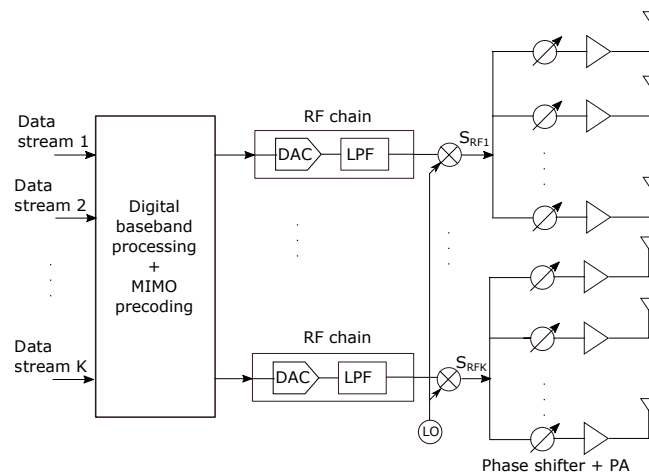 RF chain
Data
stream 1
DAC
LPF
S_RF1
Data
stream 2
Digital
baseband
processing
+
MIMO
precoding
RF chain
Data
stream K
DAC
LPF
S_RFK
LO
Phase shifter + PA